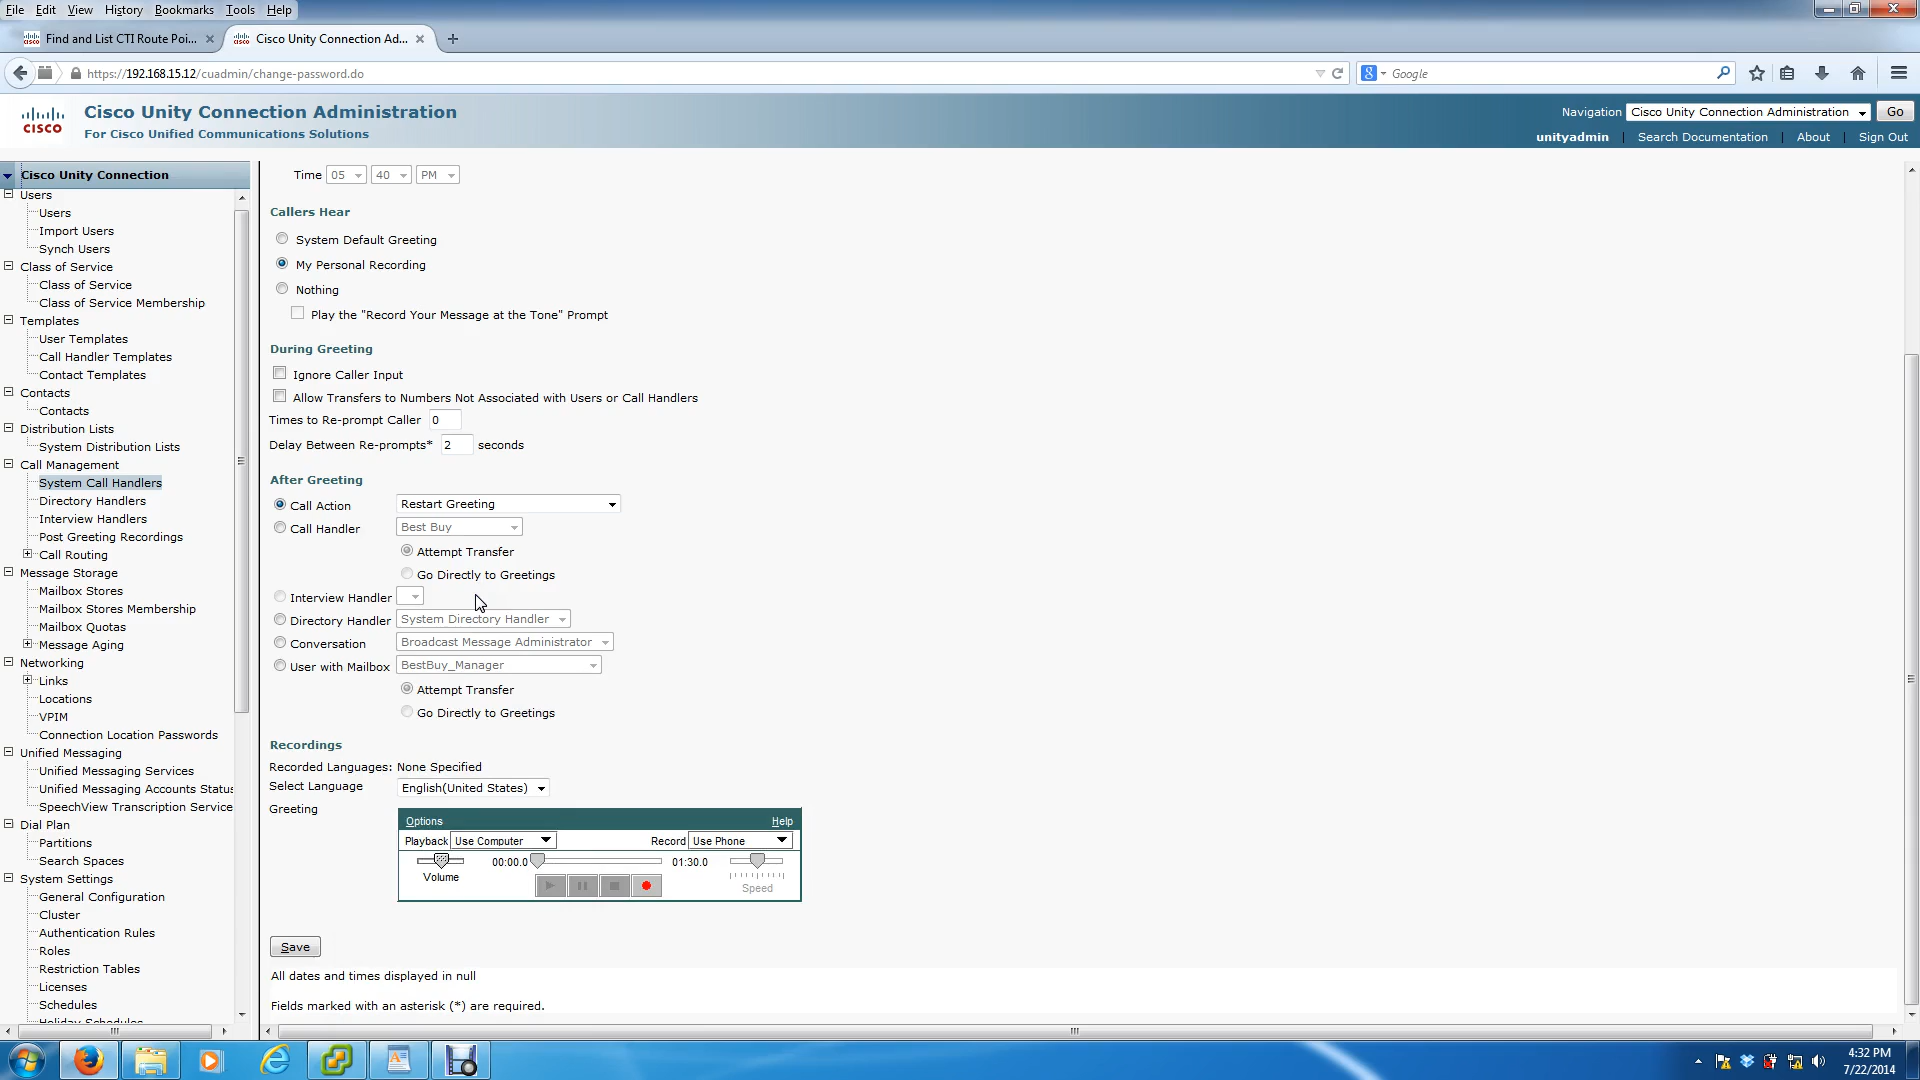 File Edit View History Bookmarks Tools Help
Find and List CTI Route Poi... × Cisco Unity Connection Ad... × +
https://192.168.15.12/cuadmin/change-password.do
8 Google
CISCO
Cisco Unity Connection Administration
For Cisco Unified Communications Solutions
Navigation Cisco Unity Connection Administration Go
unityadmin | Search Documentation | About | Sign Out
Cisco Unity Connection
Users
Users
Import Users
Synch Users
Class of Service
Class of Service
Class of Service Membership
Templates
User Templates
Call Handler Templates
Contact Templates
Contacts
Contacts
Distribution Lists
System Distribution Lists
Call Management
System Call Handlers
Directory Handlers
Interview Handlers
Post Greeting Recordings
Call Routing
Message Storage
Mailbox Stores
Mailbox Stores Membership
Mailbox Quotas
Message Aging
Networking
Links
Locations
VPIM
Connection Location Passwords
Unified Messaging
Unified Messaging Services
Unified Messaging Accounts Status
SpeechView Transcription Service
Dial Plan
Partitions
Search Spaces
System Settings
General Configuration
Cluster
Authentication Rules
Roles
Restriction Tables
Licenses
Schedules
Holiday Schedules
Time 05 40 PM
Callers Hear
System Default Greeting
My Personal Recording
Nothing
Play the "Record Your Message at the Tone" Prompt
During Greeting
Ignore Caller Input
Allow Transfers to Numbers Not Associated with Users or Call Handlers
Times to Re-prompt Caller 0
Delay Between Re-prompts* 2 seconds
After Greeting
Call Action Restart Greeting
Call Handler Best Buy
Attempt Transfer
Go Directly to Greetings
Interview Handler
Directory Handler System Directory Handler
Conversation Broadcast Message Administrator
User with Mailbox BestBuy_Manager
Attempt Transfer
Go Directly to Greetings
Recordings
Recorded Languages: None Specified
Select Language English(United States)
Greeting
Options Help
Playback Use Computer Record Use Phone
00:00.0 01:30.0
Volume Speed
Save
All dates and times displayed in null
Fields marked with an asterisk (*) are required.
4:32 PM
7/22/2014